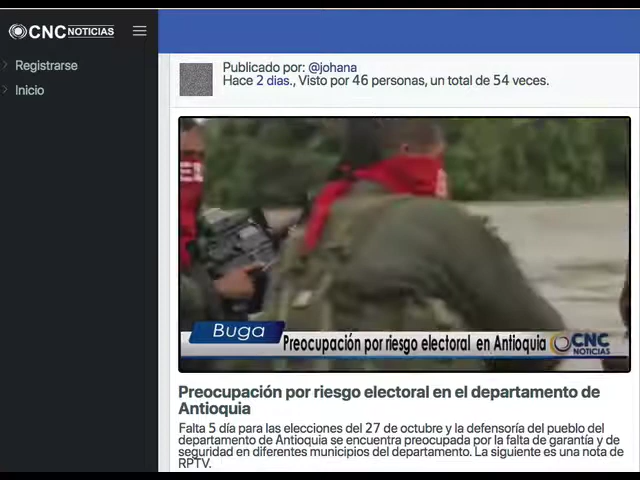 CNC NOTICIAS
Registrarse
Inicio
Publicado por: @johana
Hace 2 dias., Visto por 46 personas, un total de 54 veces.
EL
Buga
Preocupación por riesgo electoral en Antioquia
CNC
NOTICIAS
Preocupación por riesgo electoral en el departamento de
Antioquia
Falta 5 día para las elecciones del 27 de octubre y la defensoría del pueblo del
departamento de Antioquia se encuentra preocupada por la falta de garantía y de
seguridad en diferentes municipios del departamento. La siguiente es una nota de
RPTV.